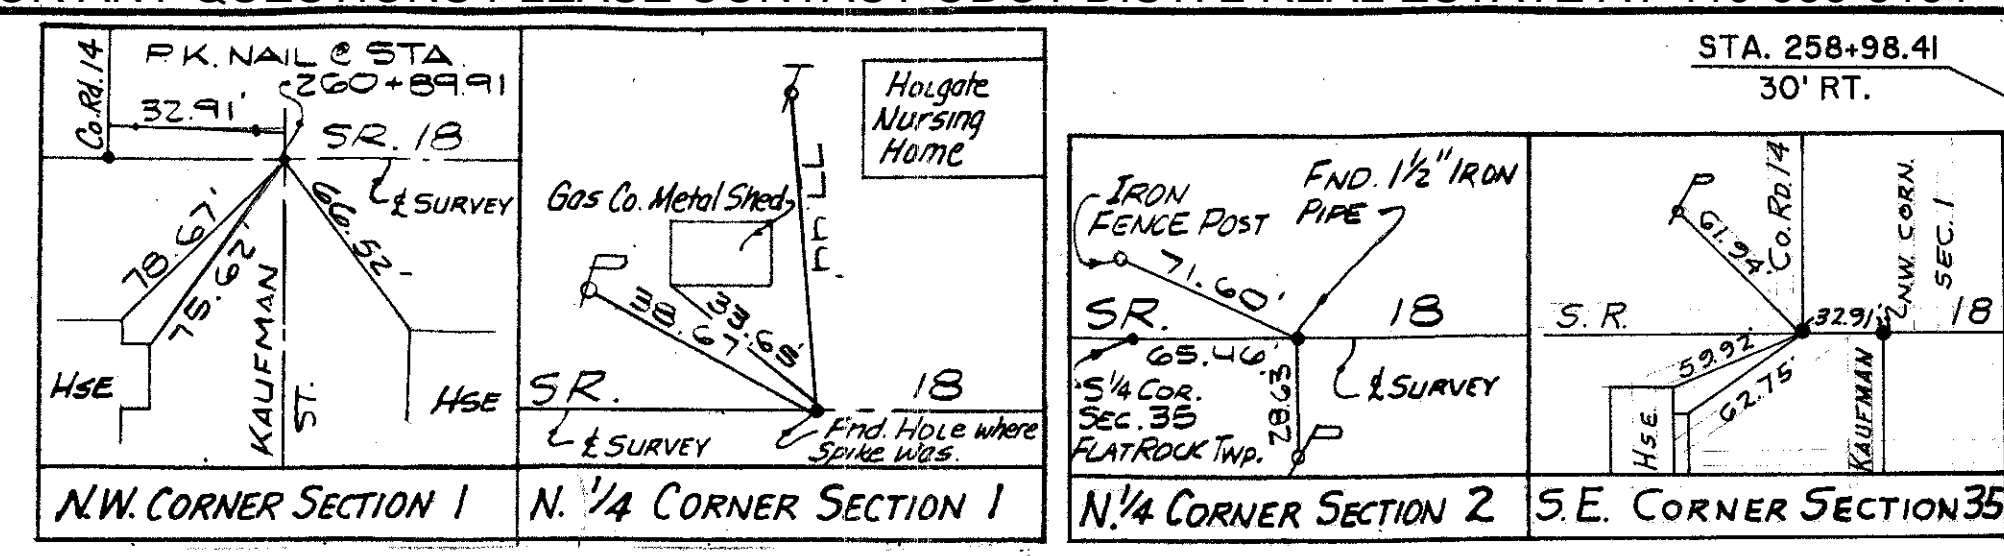 STA. 258+98.41
30' RT.
Co. Rd. 14
P.K. NAIL @ STA.
260+89.91
32.91'
SR. 18
℄ SURVEY
78.67'
75.62'
66.52'
KAUFMAN
ST.
HSE
HSE
N.W. CORNER SECTION 1
Holgate
Nursing
Home
Gas Co. Metal Shed
38.67'
33.65'
SR. 18
℄ SURVEY
Fnd. Hole where
Spike was.
N. 1/4 CORNER SECTION 1
IRON
FENCE POST
FND. 1 1/2" IRON
PIPE
71.60'
SR. 18
65.46'
28.63'
℄ SURVEY
S 1/4 COR.
SEC. 35
FLATROCK TWP.
N. 1/4 CORNER SECTION 2
61.94'
Co. Rd. 14
N.W. CORN.
SEC. 1
S. R. 18
32.91'
59.92'
62.75'
HSE
KAUFMAN
S.E. CORNER SECTION 35